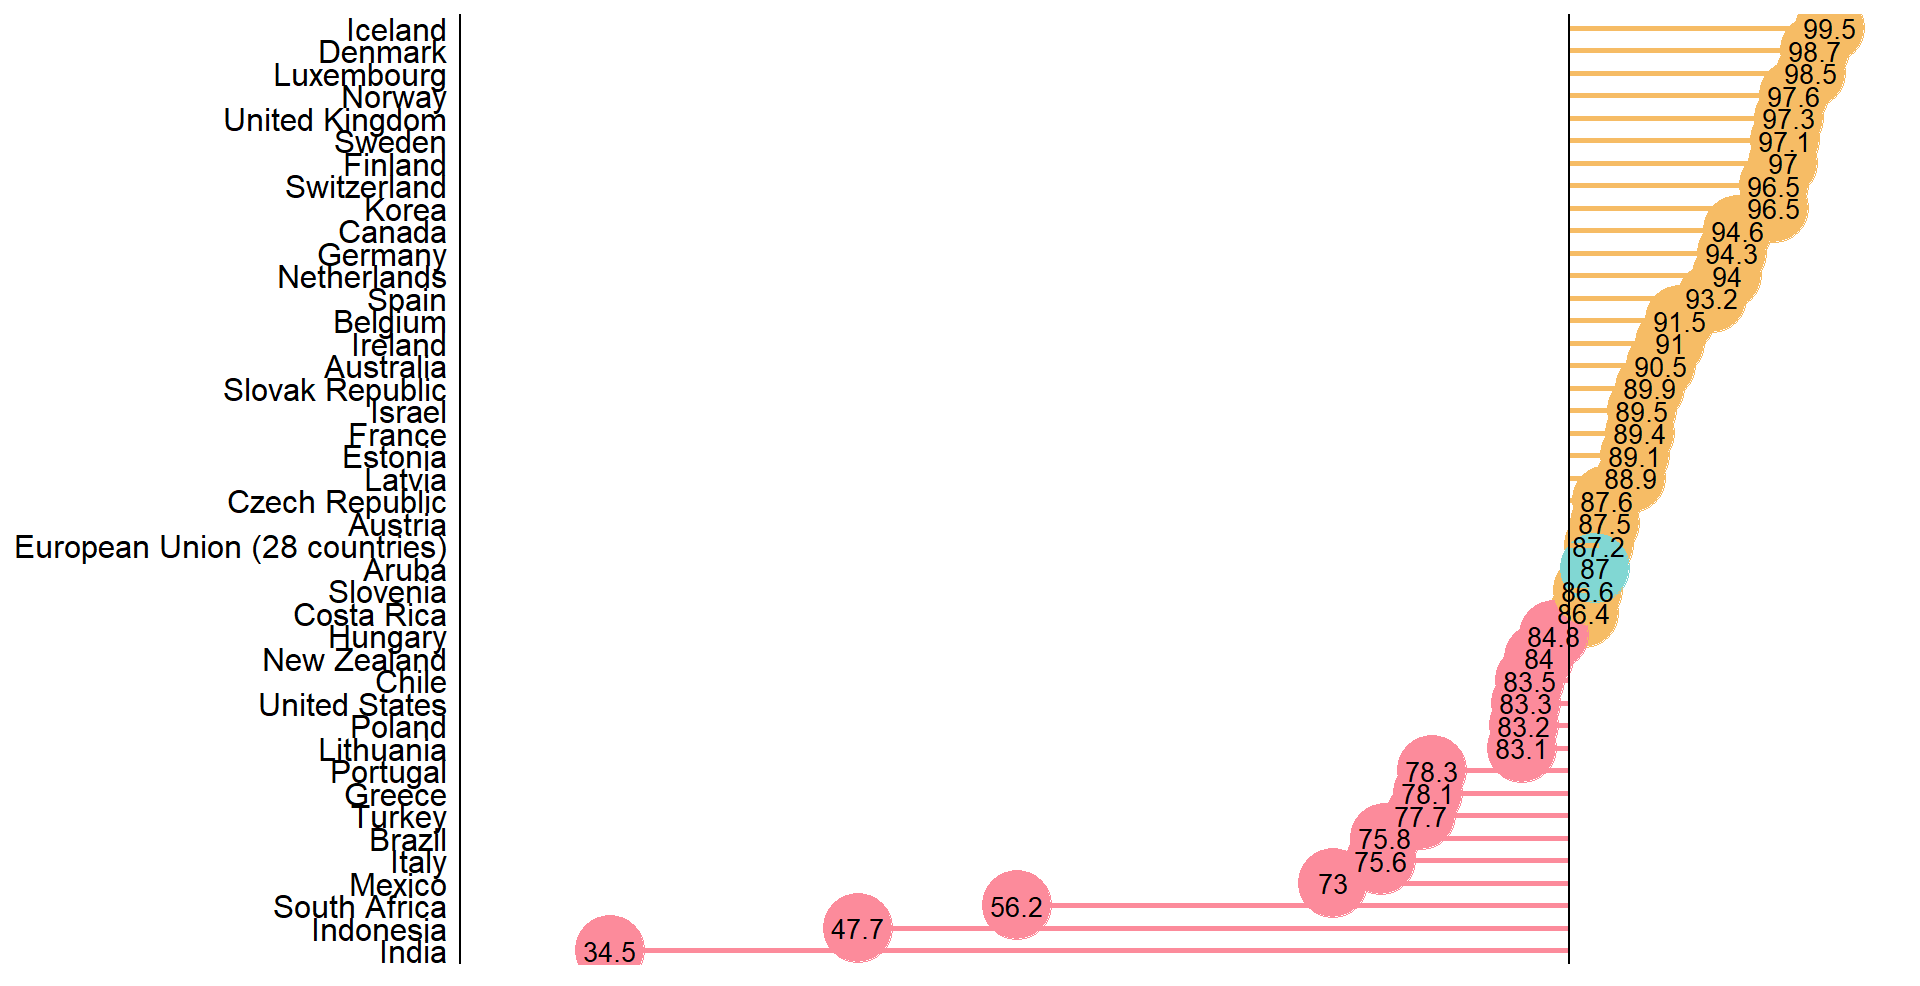 Iceland 99.5
Denmark 98.7
Luxembourg 98.5
Norway 97.6
United Kingdom 97.3
Sweden 97.1
Finland 97
Switzerland 96.5
Korea 96.5
Canada 94.6
Germany 94.3
Netherlands 94
Spain 93.2
Belgium 91.5
Ireland 91
Australia 90.5
Slovak Republic 89.9
Israel 89.5
France 89.4
Estonia 89.1
Latvia 88.9
Czech Republic 87.6
Austria 87.5
European Union (28 countries) 87.2
Aruba 87
Slovenia 86.6
Costa Rica 86.4
Hungary 84.8
New Zealand 84
Chile 83.5
United States 83.3
Poland 83.2
Lithuania 83.1
Portugal 78.3
Greece 78.1
Turkey 77.7
Brazil 75.8
Italy 75.6
Mexico 73
South Africa 56.2
Indonesia 47.7
India 34.5